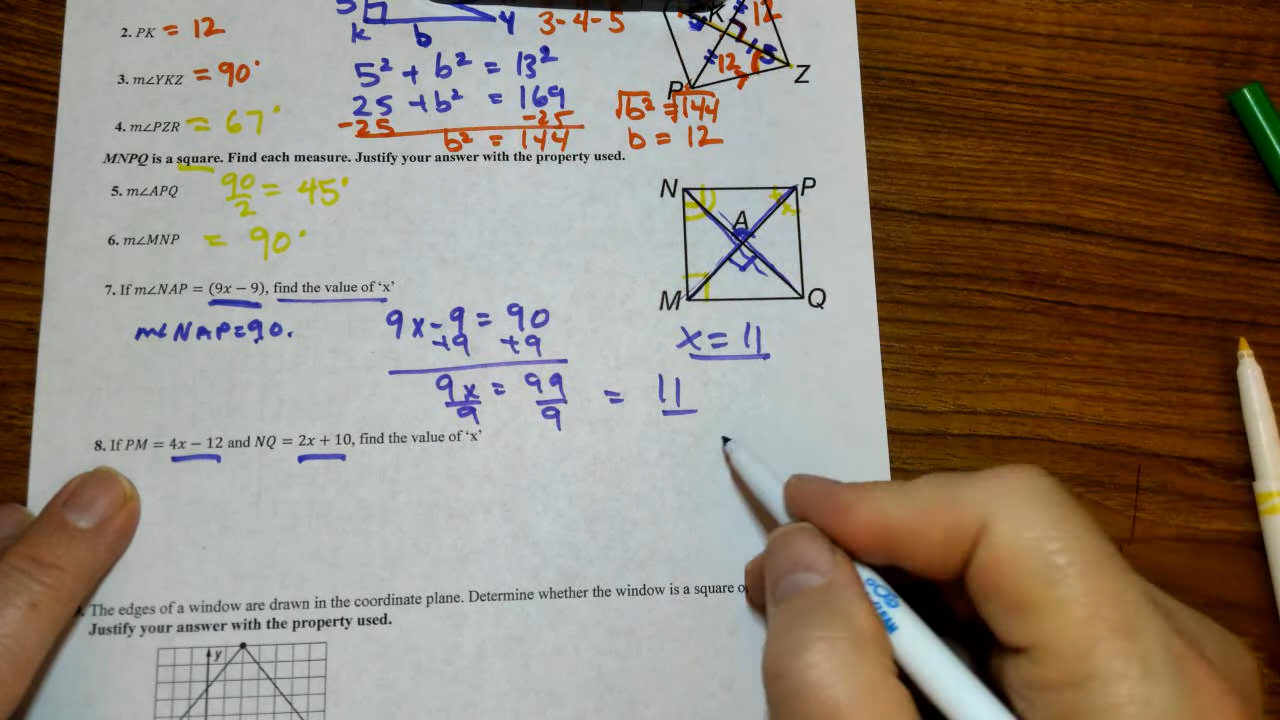 5
K b Y
3-4-5
K 12
2. PK = 12
5² + b² = 13²
12 5
Z
P
3. m∠YKZ = 90°
25 + b² = 169
√b² = √144
4. m∠PZR = 67°
-25 -25
b² = 144
b = 12
MNPQ is a square. Find each measure. Justify your answer with the property used.
5. m∠APQ 90/2 = 45°
N P
A
6. m∠MNP = 90°
7. If m∠NAP = (9x − 9), find the value of ‘x’
M Q
m∠NAP=90.
9x-9 = 90
+9 +9
x = 11
9x/9 = 99/9 = 11
8. If PM = 4x − 12 and NQ = 2x + 10, find the value of ‘x’
The edges of a window are drawn in the coordinate plane. Determine whether the window is a square
Justify your answer with the property used.
y